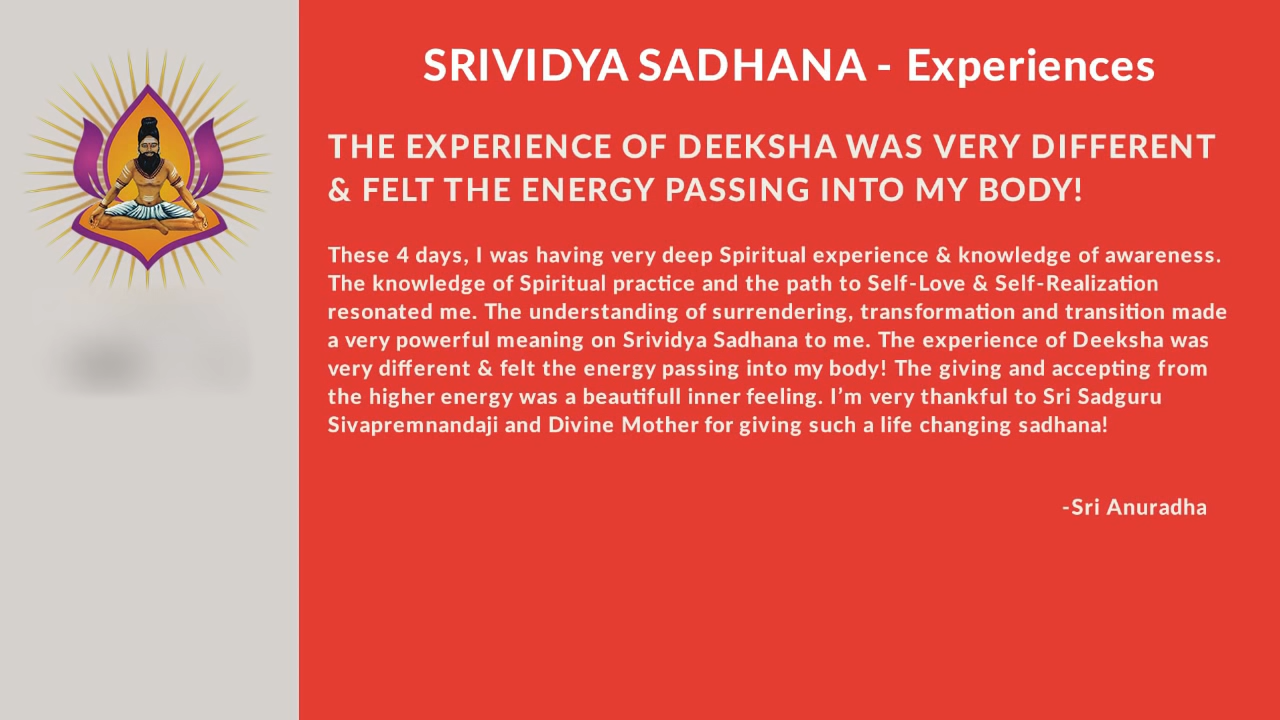 SRIVIDYA SADHANA - Experiences
THE EXPERIENCE OF DEEKSHA WAS VERY DIFFERENT
& FELT THE ENERGY PASSING INTO MY BODY!
These 4 days, I was having very deep Spiritual experience & knowledge of awareness.
The knowledge of Spiritual practice and the path to Self-Love & Self-Realization
resonated me. The understanding of surrendering, transformation and transition made
a very powerful meaning on Srividya Sadhana to me. The experience of Deeksha was
very different & felt the energy passing into my body! The giving and accepting from
the higher energy was a beautifull inner feeling. I’m very thankful to Sri Sadguru
Sivapremnandaji and Divine Mother for giving such a life changing sadhana!
-Sri Anuradha